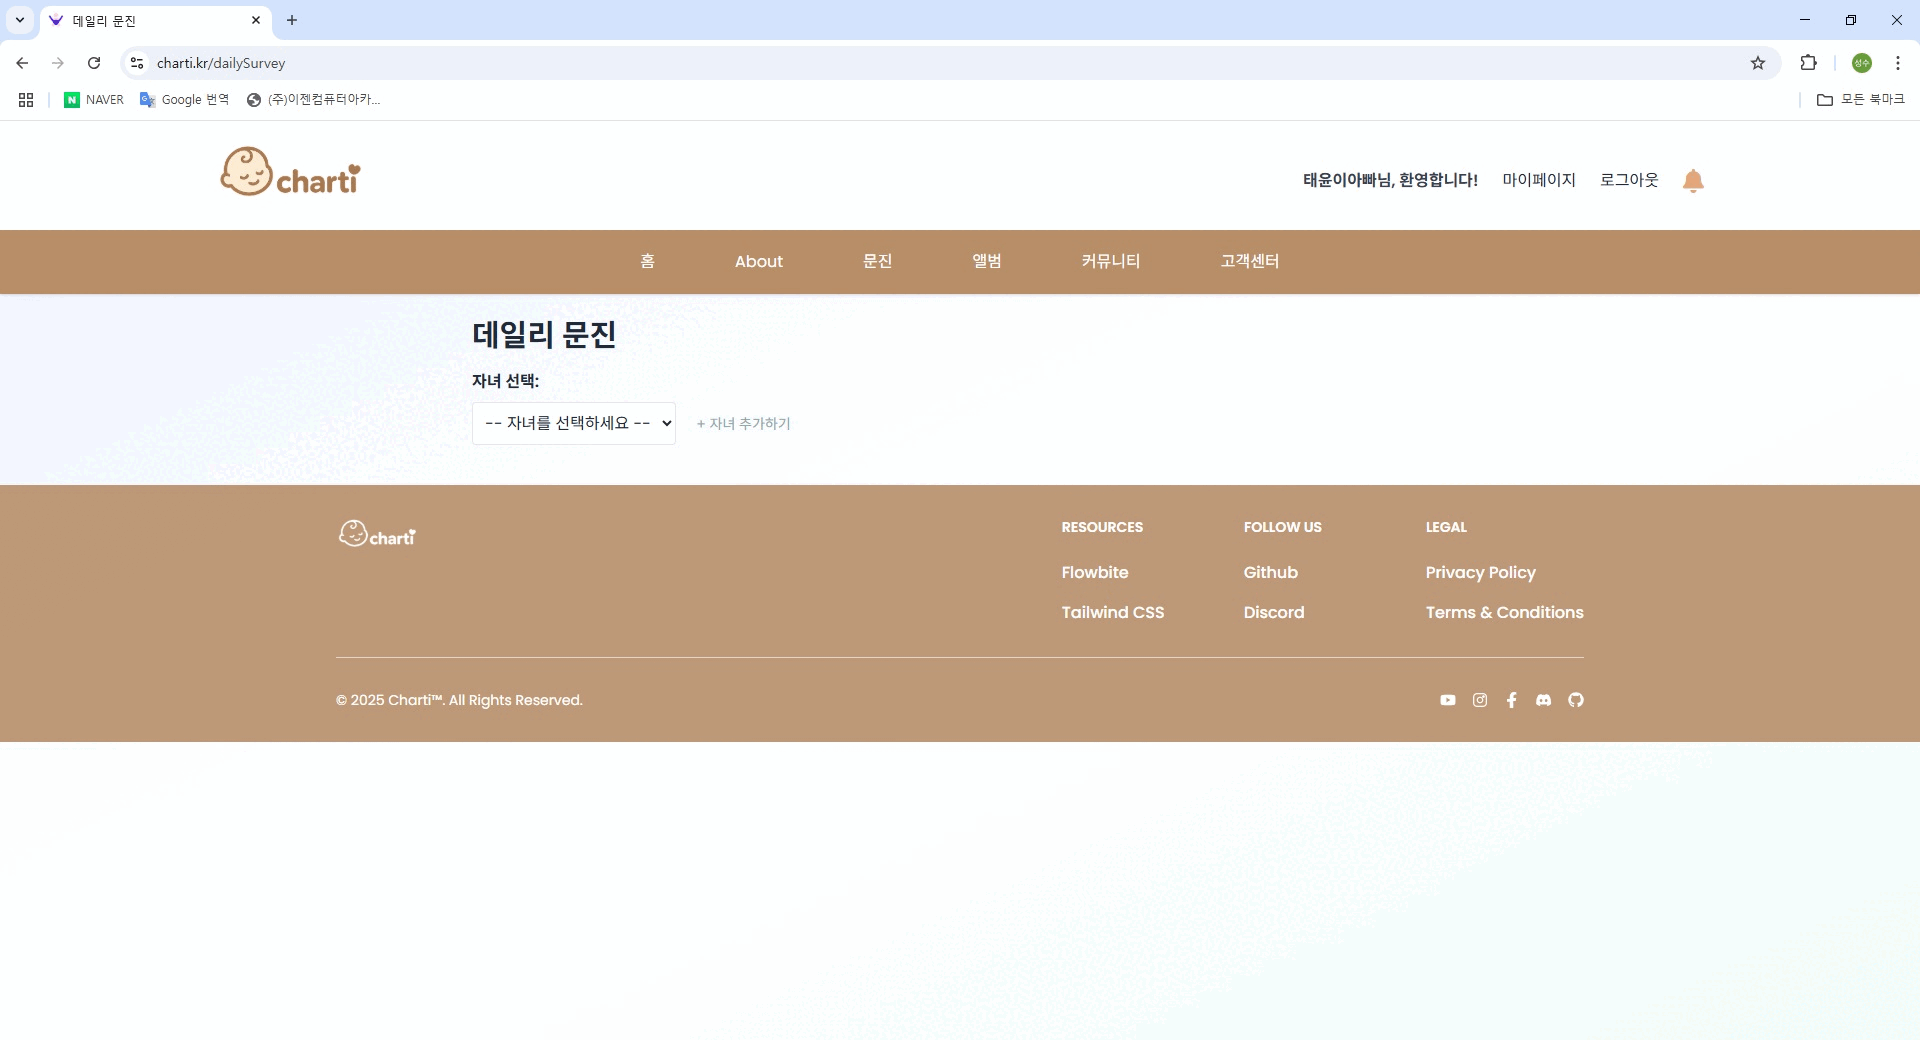 데일리 문진
charti.kr/dailySurvey
NAVER
Google 번역
(주)이젠컴퓨터아카...
모든 북마크
charti
태윤이아빠님, 환영합니다!
마이페이지
로그아웃
홈
About
문진
앨범
커뮤니티
고객센터
데일리 문진
자녀 선택:
-- 자녀를 선택하세요 --
+ 자녀 추가하기
charti
RESOURCES
Flowbite
Tailwind CSS
FOLLOW US
Github
Discord
LEGAL
Privacy Policy
Terms & Conditions
© 2025 Charti™. All Rights Reserved.
성수